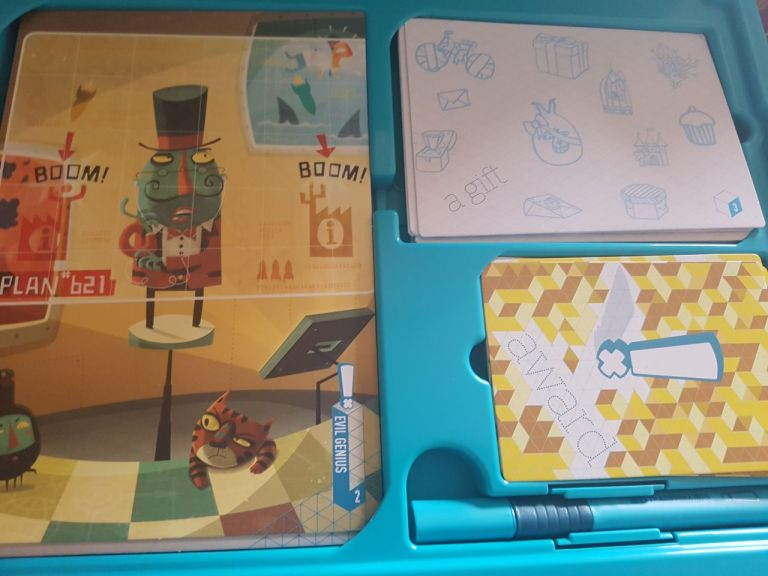 BOOM!
BOOM!
i
i
PLAN #621
EVIL GENIUS
2
a gift
3
award